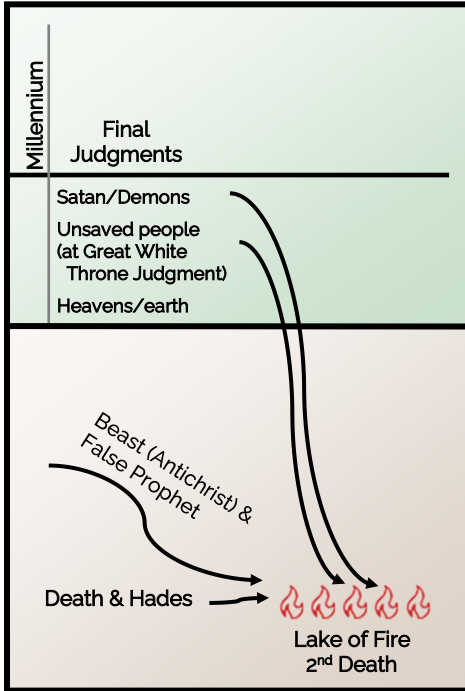 Millennium
Final
Judgments
Satan/Demons
Unsaved people
(at Great White
Throne Judgment)
Heavens/earth
Beast (Antichrist) &
False Prophet
Death & Hades
Lake of Fire
2nd Death